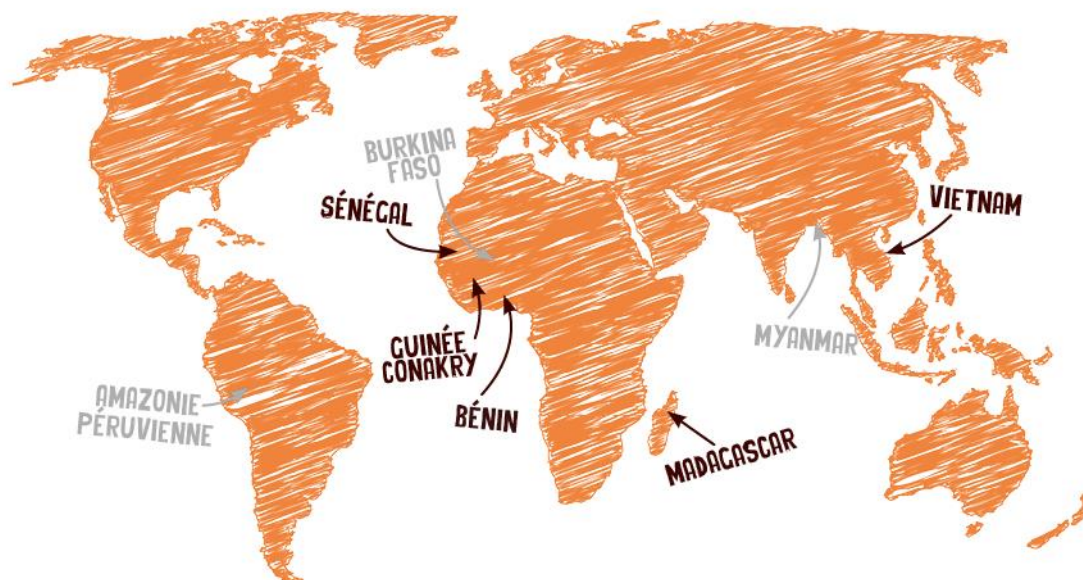 BURKINA
FASO
SÉNÉGAL
VIETNAM
GUINÉE
CONAKRY
MYANMAR
AMAZONIE
PÉRUVIENNE
BÉNIN
MADAGASCAR